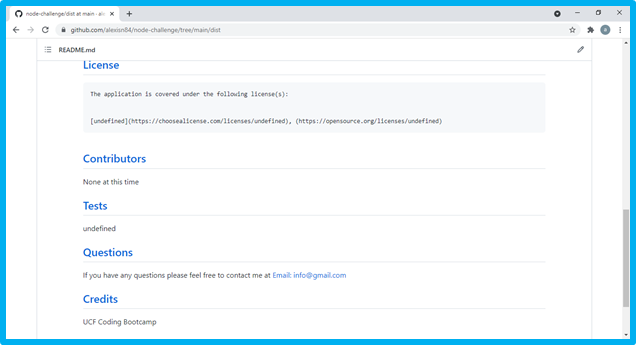 node-challenge/dist at main · ale
github.com/alexisn84/node-challenge/tree/main/dist
README.md
License
The application is covered under the following license(s):
[undefined](https://choosealicense.com/licenses/undefined), (https://opensource.org/licenses/undefined)
Contributors
None at this time
Tests
undefined
Questions
If you have any questions please feel free to contact me at Email: info@gmail.com
Credits
UCF Coding Bootcamp